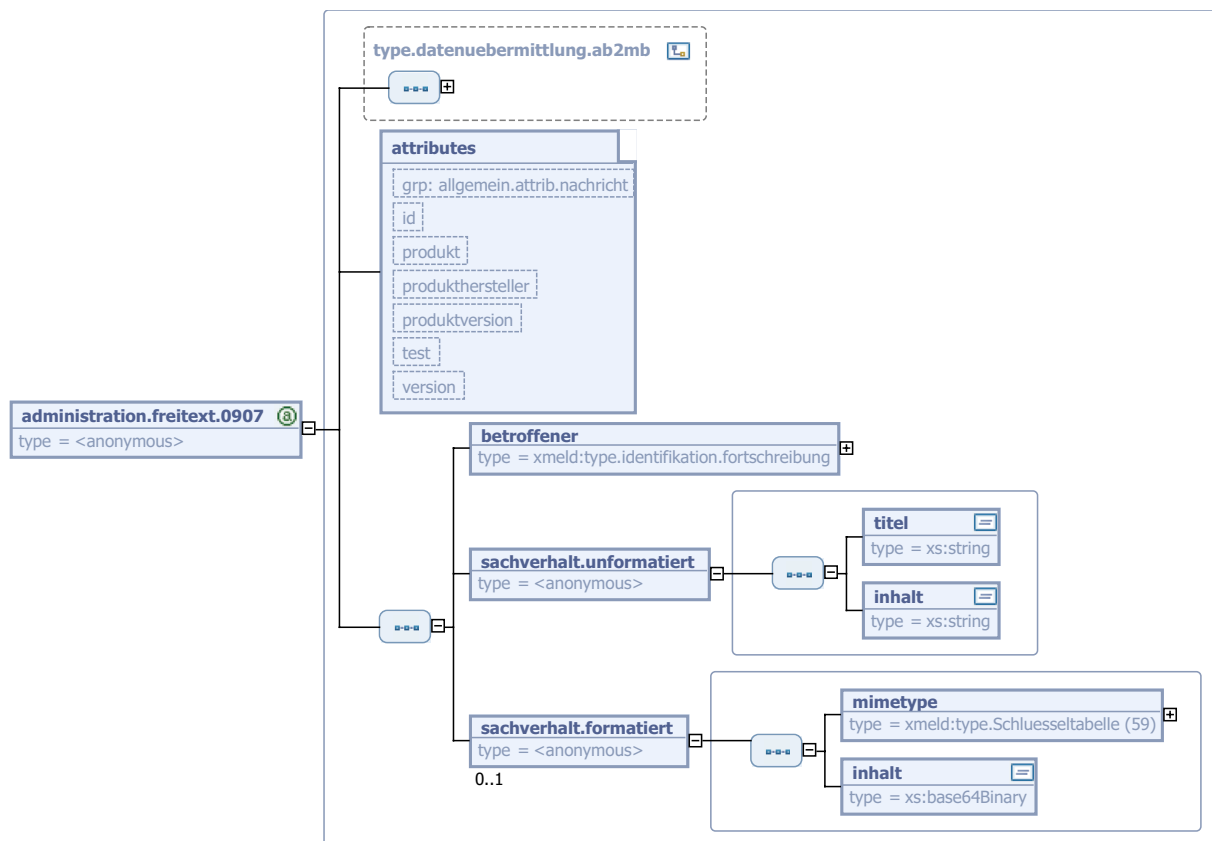 type.datenuebermittlung.ab2mb
attributes
grp: allgemein.attrib.nachricht
id
produkt
produkthersteller
produktversion
test
version
administration.freitext.0907 a
type = <anonymous>
betroffener
type = xmeld:type.identifikation.fortschreibung
sachverhalt.unformatiert
type = <anonymous>
titel
type = xs:string
inhalt
type = xs:string
sachverhalt.formatiert
type = <anonymous>
0..1
mimetype
type = xmeld:type.Schluesseltabelle (59)
inhalt
type = xs:base64Binary